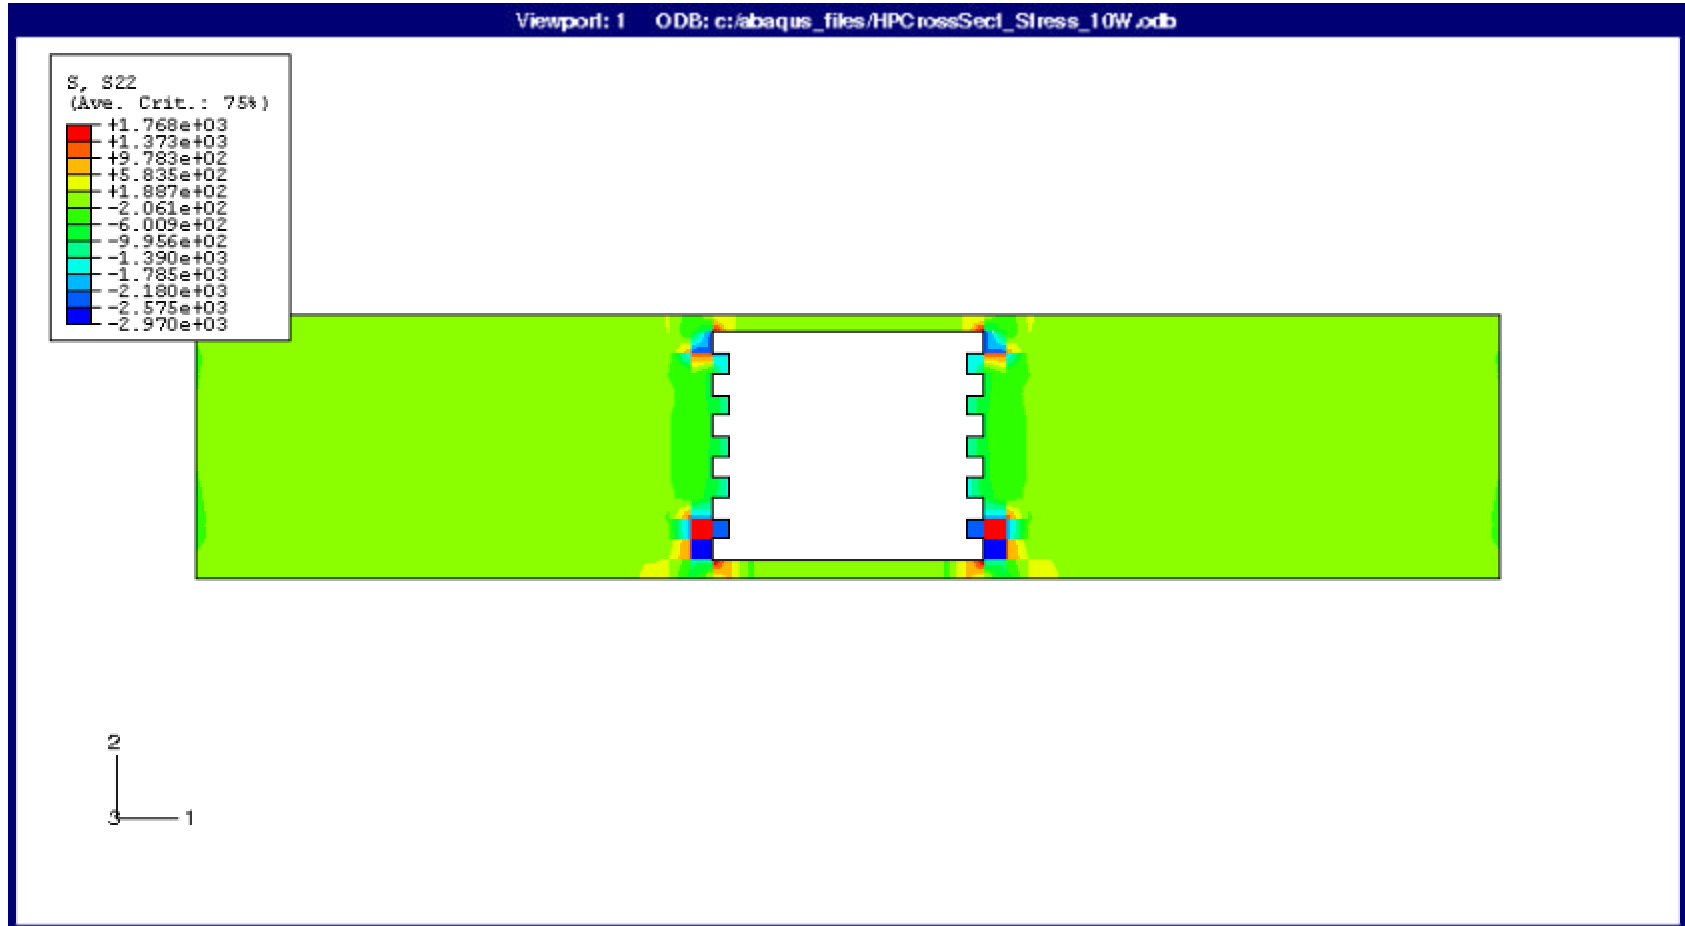 Viewport: 1 ODB: c:/abaqus_files/HPCrossSect_Stress_10W.odb
S, S22
(Ave. Crit.: 75%)
+1.768e+03
+1.373e+03
+9.783e+02
+5.835e+02
+1.887e+02
-2.061e+02
-6.009e+02
-9.956e+02
-1.390e+03
-1.785e+03
-2.180e+03
-2.575e+03
-2.970e+03
2
3 1